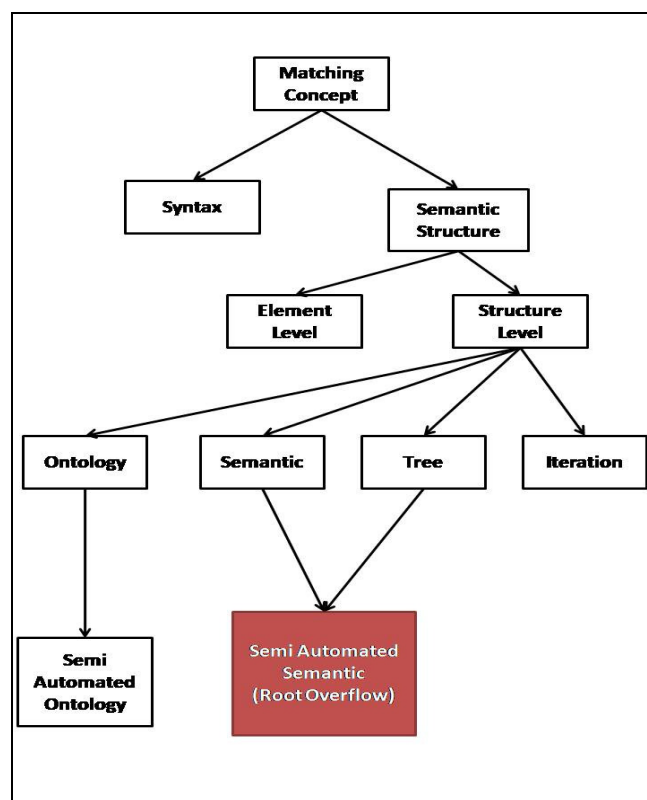 Matching
Concept
Syntax
Semantic
Structure
Element
Level
Structure
Level
Ontology
Semantic
Tree
Iteration
Semi
Automated
Ontology
Semi Automated
Semantic
(Root Overflow)